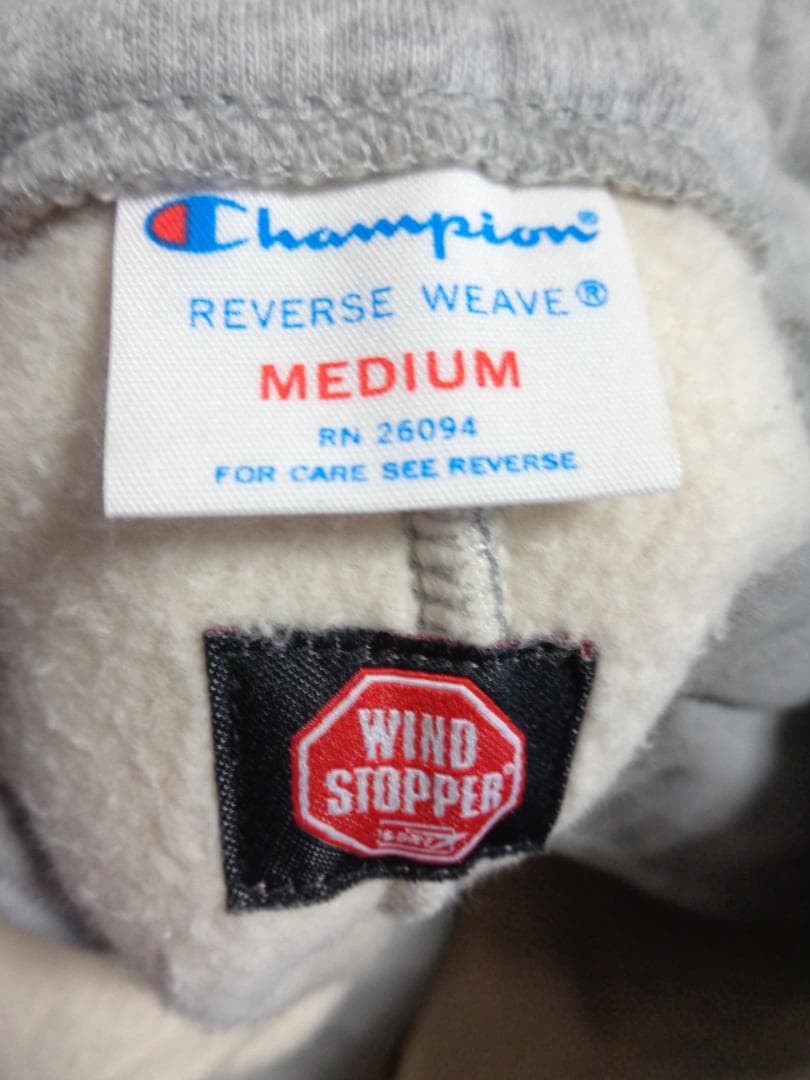 Champion®
REVERSE WEAVE®
MEDIUM
RN 26094
FOR CARE SEE REVERSE
WIND
STOPPER